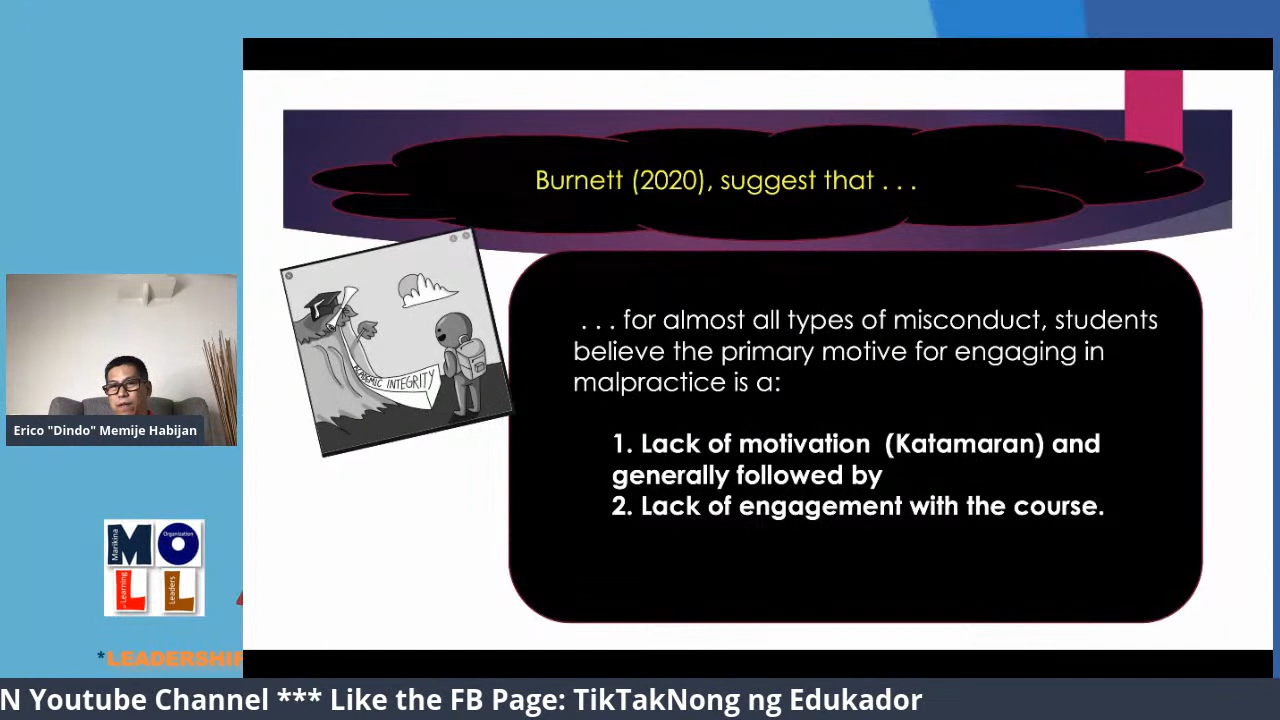 Burnett (2020), suggest that . . .
. . . for almost all types of misconduct, students
believe the primary motive for engaging in
malpractice is a:
1. Lack of motivation  (Katamaran) and
generally followed by
2. Lack of engagement with the course.
ACADEMIC INTEGRITY
Erico "Dindo" Memije Habijan
M Marikina
O Organization
L of Learning
L Leaders
*LEADERSHIP
N Youtube Channel *** Like the FB Page: TikTakNong ng Edukador